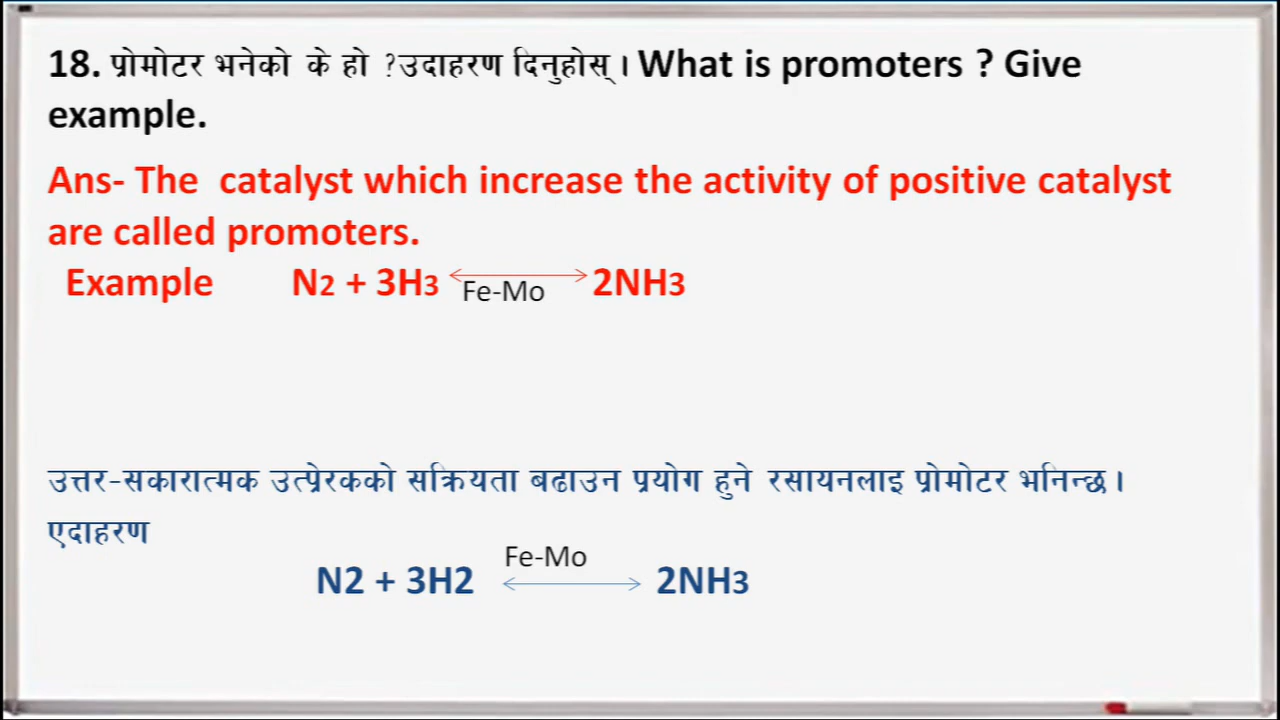 18. प्रोमोटर भनेको के हो ?उदाहरण दिनुहोस् । What is promoters ? Give
example.
Ans- The catalyst which increase the activity of positive catalyst
are called promoters.
Example N2 + 3H3 Fe-Mo 2NH3
उत्तर-सकारात्मक उत्प्रेरकको सक्रियता बढाउन प्रयोग हुने रसायनलाइ प्रोमोटर भनिन्छ ।
एदाहरण
Fe-Mo
N2 + 3H2 2NH3